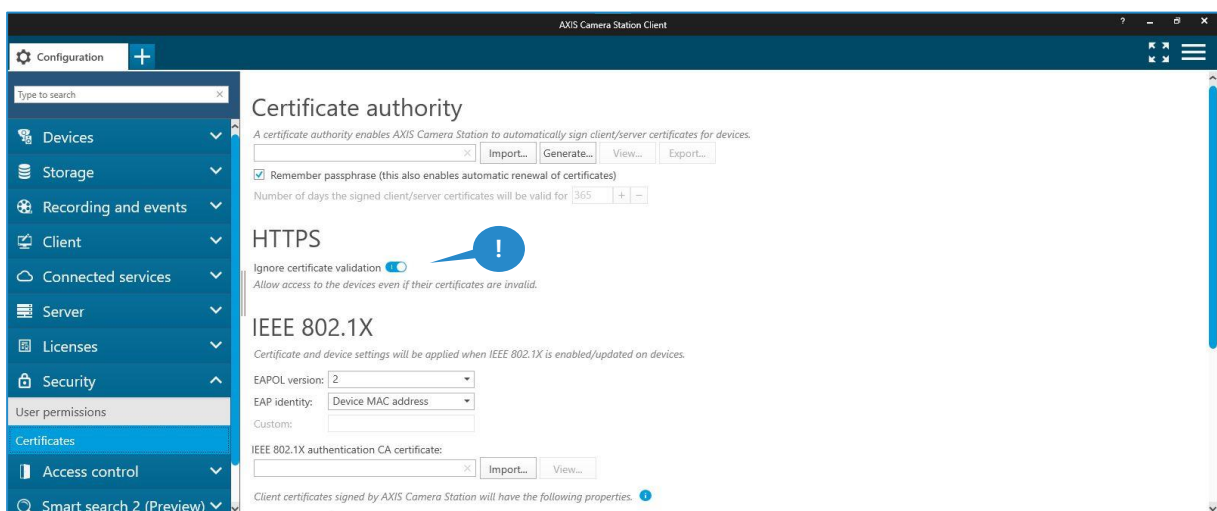 AXIS Camera Station Client
?
Configuration
Type to search
Devices
Storage
Recording and events
Client
Connected services
Server
Licenses
Security
User permissions
Certificates
Access control
Smart search 2 (Preview)
Certificate authority
A certificate authority enables AXIS Camera Station to automatically sign client/server certificates for devices.
Import... Generate... View... Export...
Remember passphrase (this also enables automatic renewal of certificates)
Number of days the signed client/server certificates will be valid for 365 + -
HTTPS
!
Ignore certificate validation
Allow access to the devices even if their certificates are invalid.
IEEE 802.1X
Certificate and device settings will be applied when IEEE 802.1X is enabled/updated on devices.
EAPOL version: 2
EAP identity: Device MAC address
Custom:
IEEE 802.1X authentication CA certificate:
Import... View...
Client certificates signed by AXIS Camera Station will have the following properties.